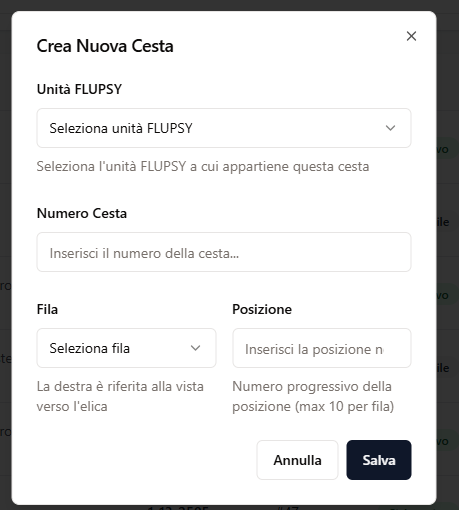 Crea Nuova Cesta
Unità FLUPSY
Seleziona unità FLUPSY
Seleziona l'unità FLUPSY a cui appartiene questa cesta
Numero Cesta
Inserisci il numero della cesta...
Fila
Posizione
Seleziona fila
Inserisci la posizione n
La destra è riferita alla vista
verso l'elica
Numero progressivo della
posizione (max 10 per fila)
Annulla
Salva